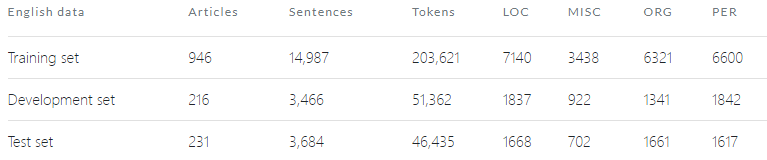 English data Articles Sentences Tokens LOC MISC ORG PER
Training set 946 14,987 203,621 7140 3438 6321 6600
Development set 216 3,466 51,362 1837 922 1341 1842
Test set 231 3,684 46,435 1668 702 1661 1617